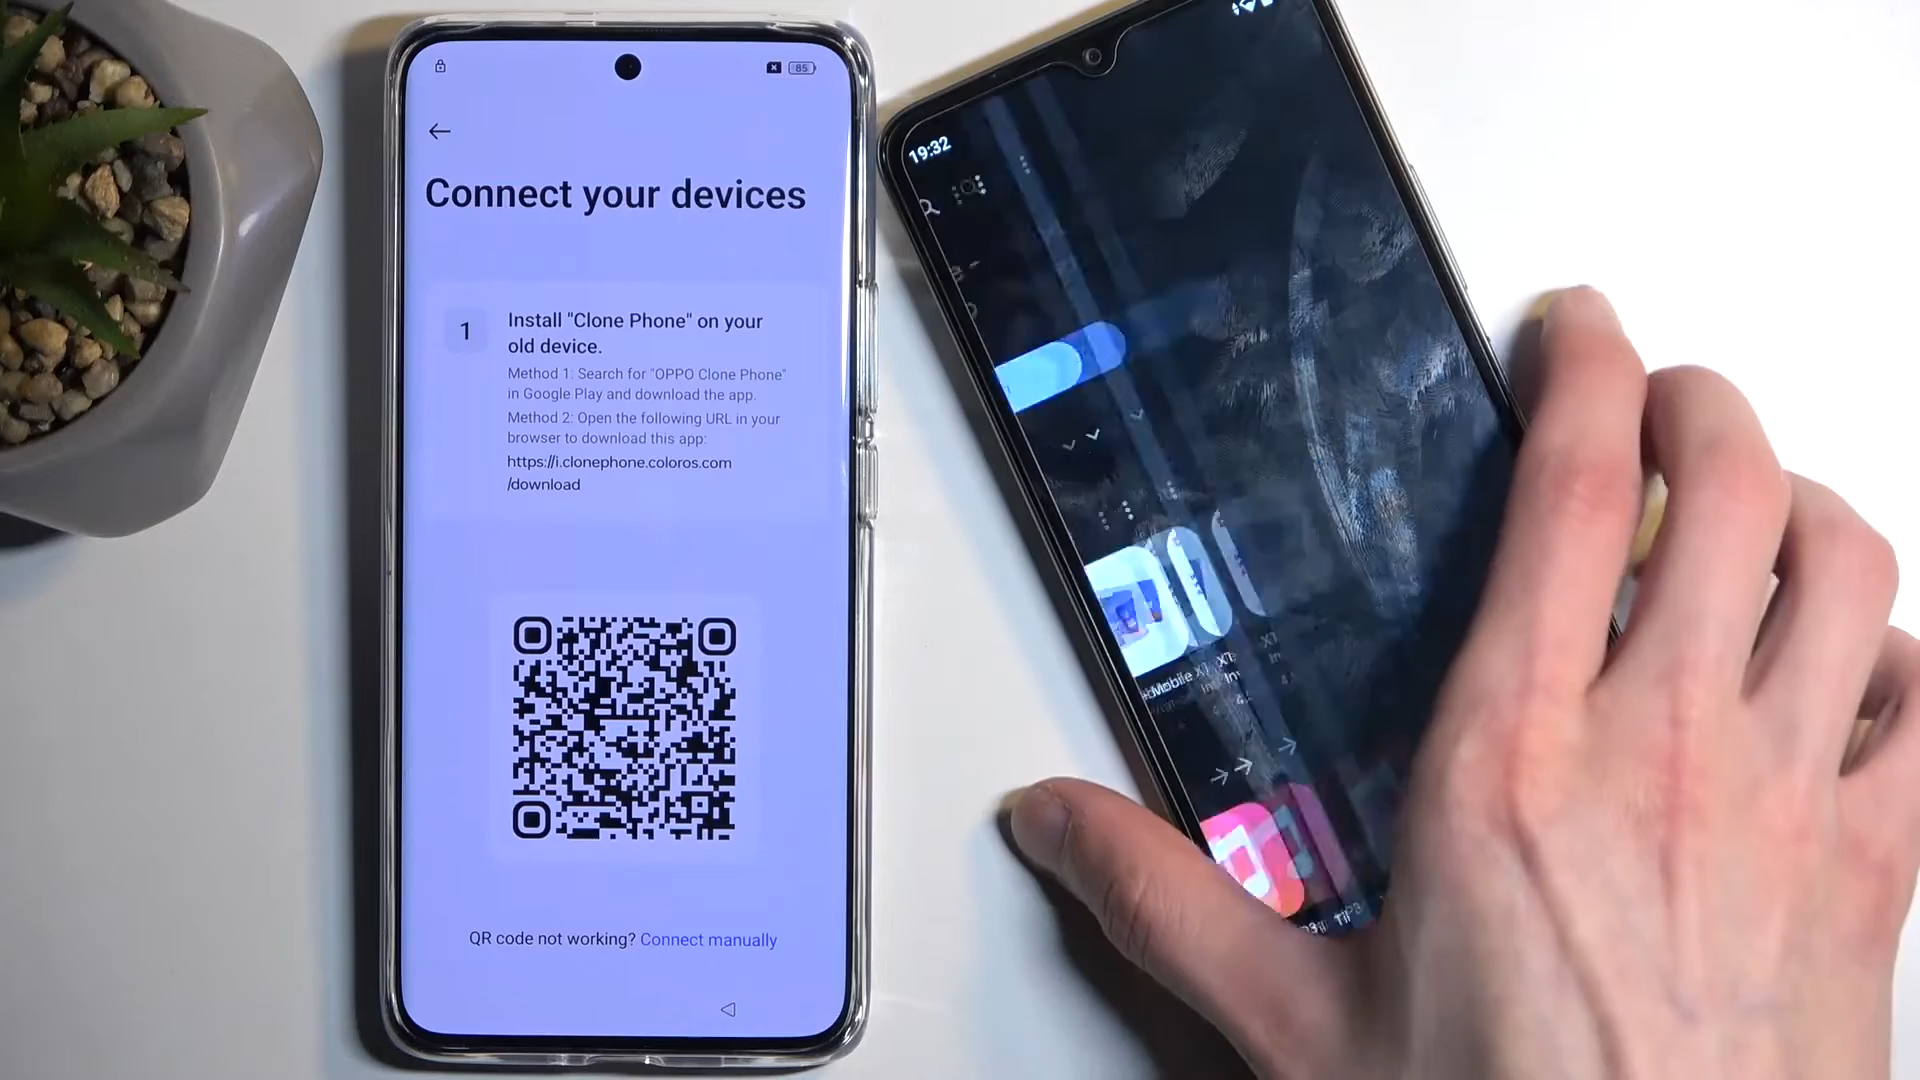 85
Connect your devices
1
Install "Clone Phone" on your
old device.
Method 1: Search for "OPPO Clone Phone"
in Google Play and download the app.
Method 2: Open the following URL in your
browser to download this app:
https://i.clonephone.coloros.com
/download
QR code not working? Connect manually
19:32
Mobile